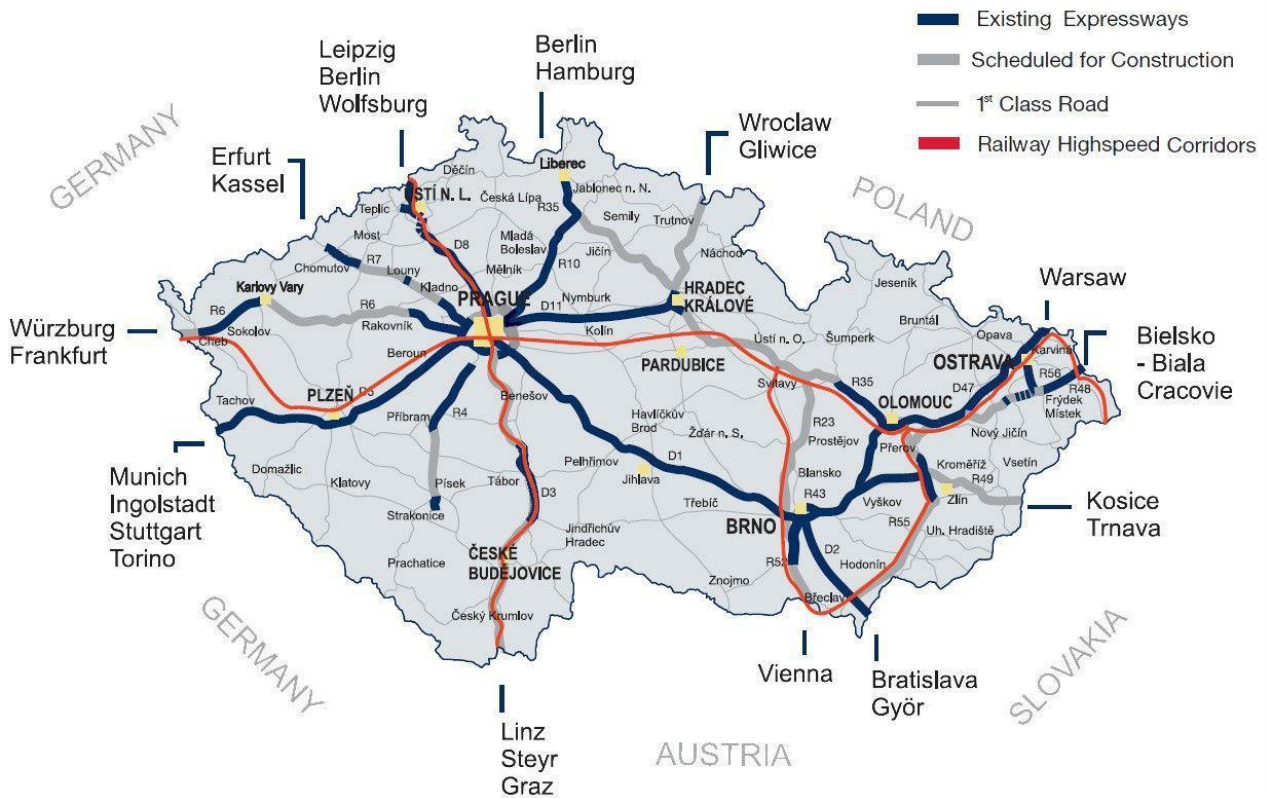 Existing Expressways
Scheduled for Construction
1st Class Road
Railway Highspeed Corridors
Leipzig
Berlin
Wolfsburg
Berlin
Hamburg
Wroclaw
Gliwice
GERMANY
Erfurt
Kassel
POLAND
Warsaw
Bielsko
- Biala
Cracovie
Würzburg
Frankfurt
Munich
Ingolstadt
Stuttgart
Torino
Kosice
Trnava
GERMANY
Linz
Steyr
Graz
AUSTRIA
Vienna
Bratislava
Györ
SLOVAKIA
Děčín
Liberec
ÚSTÍ N. L.
Česká Lípa
Jablonec n. N.
Teplic
R35
Semily
Trutnov
Most
D8
Mladá
Boleslav
Jičín
Náchod
R7
Chomutov
Louny
Mělník
R10
Karlovy Vary
Kladno
PRAGUE
D11
Nymburk
HRADEC
KRÁLOVÉ
Jeseník
R6
R6
Sokolov
Rakovník
Kolín
Bruntál
Opava
Cheb
Beroun
Ústí n. O.
Šumperk
OSTRAVA
Karviná
PARDUBICE
R56
PLZEŇ
D5
Benešov
Svitavy
R35
D47
R48
Tachov
OLOMOUC
Frýdek
Místek
Příbram
R4
Havlíčkův
Brod
R23
Žďár n. S.
Prostějov
Přerov
Nový Jičín
Domažlic
Klatovy
Pelhřimov
D1
Kroměříž
Vsetín
Písek
Tábor
Jihlava
Blansko
R49
D3
Třebíč
R43
Vyškov
Zlín
Strakonice
BRNO
R55
Uh. Hradiště
Jindřichův
Hradec
D2
Prachatice
ČESKÉ
BUDĚJOVICE
R52
Hodonín
Znojmo
Břeclav
Český Krumlov